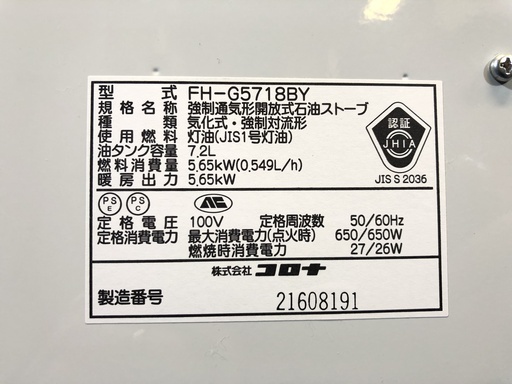 型 式 FH-G5718BY
規格名称 強制通気形開放式石油ストーブ
種 類 気化式・強制対流形
使用燃料 灯油(JIS1号灯油)
油タンク容量 7.2L
燃料消費量 5.65kW(0.549L/h)
暖房出力 5.65kW
認証
JHIA
JIS S 2036
PS E
PS C
定格電圧 100V 定格周波数 50/60Hz
定格消費電力 最大消費電力(点火時) 650/650W
燃焼時消費電力 27/26W
株式会社 コロナ
製造番号 21608191